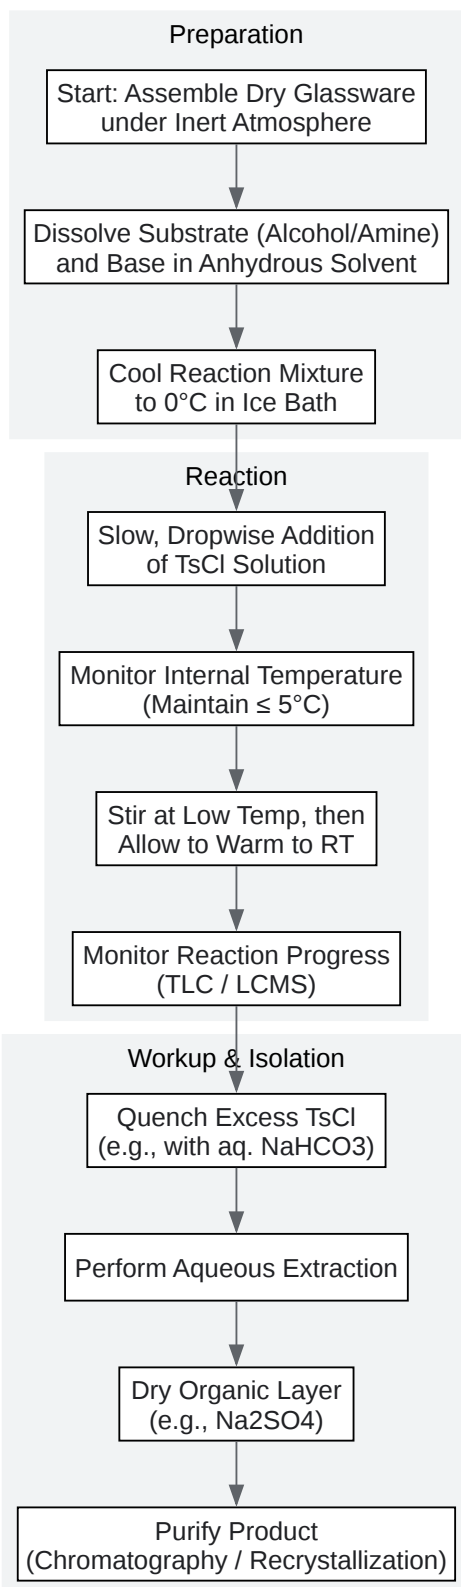 Preparation
Start: Assemble Dry Glassware
under Inert Atmosphere
Dissolve Substrate (Alcohol/Amine)
and Base in Anhydrous Solvent
Cool Reaction Mixture
to 0°C in Ice Bath
Reaction
Slow, Dropwise Addition
of TsCl Solution
Monitor Internal Temperature
(Maintain ≤ 5°C)
Stir at Low Temp, then
Allow to Warm to RT
Monitor Reaction Progress
(TLC / LCMS)
Workup & Isolation
Quench Excess TsCl
(e.g., with aq. NaHCO3)
Perform Aqueous Extraction
Dry Organic Layer
(e.g., Na2SO4)
Purify Product
(Chromatography / Recrystallization)